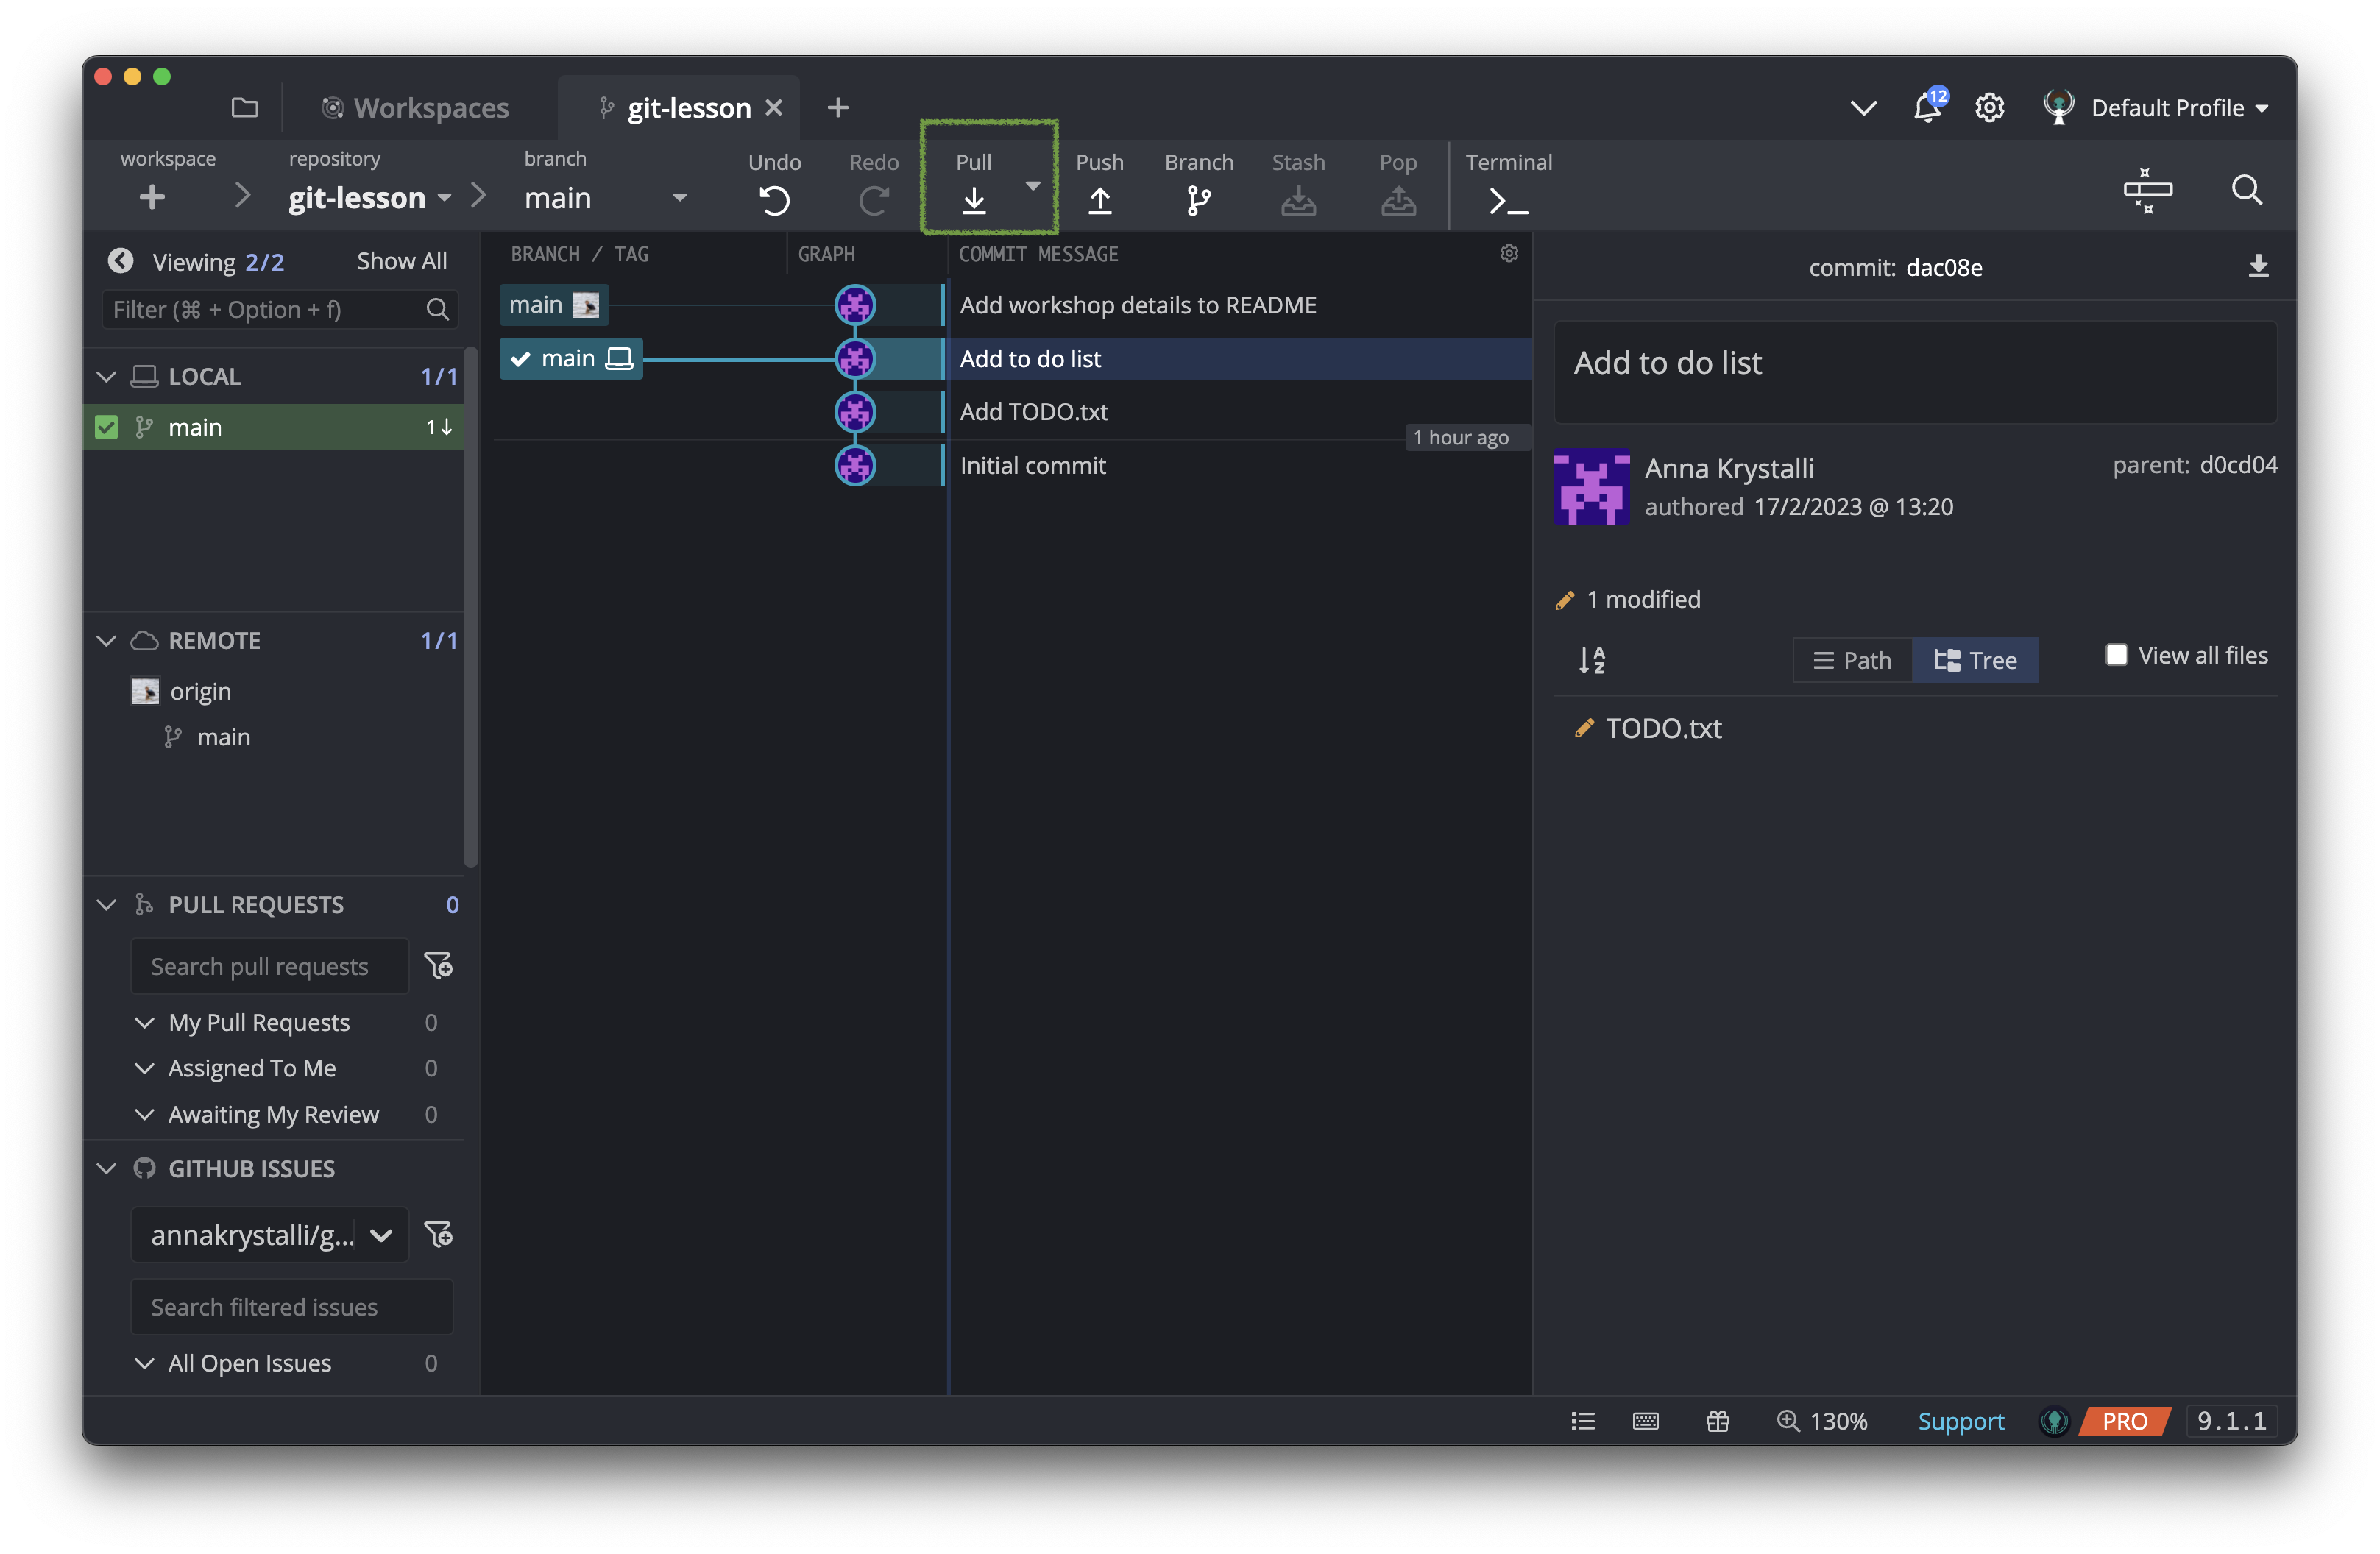 Workspaces
git-lesson
12
Default Profile
workspace
repository
git-lesson
branch
main
Undo
Redo
Pull
Push
Branch
Stash
Pop
Terminal
Viewing 2/2
Show All
Filter (⌘ + Option + f)
LOCAL 1/1
main 1↓
REMOTE 1/1
origin
main
PULL REQUESTS 0
Search pull requests
My Pull Requests 0
Assigned To Me 0
Awaiting My Review 0
GITHUB ISSUES
annakrystalli/g...
Search filtered issues
All Open Issues 0
BRANCH / TAG
GRAPH
COMMIT MESSAGE
main
Add workshop details to README
main
Add to do list
Add TODO.txt
1 hour ago
Initial commit
commit: dac08e
Add to do list
Anna Krystalli
authored 17/2/2023 @ 13:20
parent: d0cd04
1 modified
A
Z
Path
Tree
View all files
TODO.txt
130%
Support
PRO
9.1.1